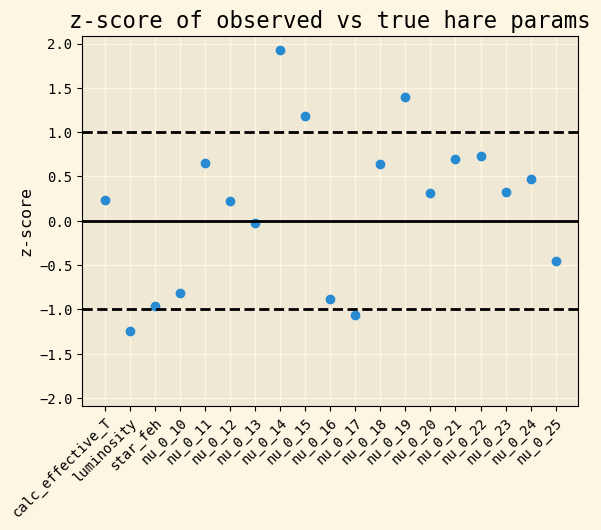 z-score of observed vs true hare params
z-score
2.0
1.5
1.0
0.5
0.0
−0.5
−1.0
−1.5
−2.0
calc_effective_T
luminosity
star_feh
nu_0_10
nu_0_11
nu_0_12
nu_0_13
nu_0_14
nu_0_15
nu_0_16
nu_0_17
nu_0_18
nu_0_19
nu_0_20
nu_0_21
nu_0_22
nu_0_23
nu_0_24
nu_0_25